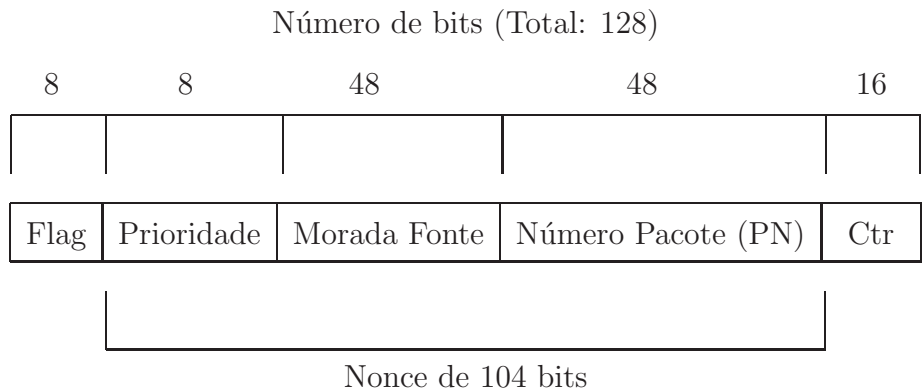 Número de bits (Total: 128)
8 8 48 48 16
Flag Prioridade Morada Fonte Número Pacote (PN) Ctr
Nonce de 104 bits